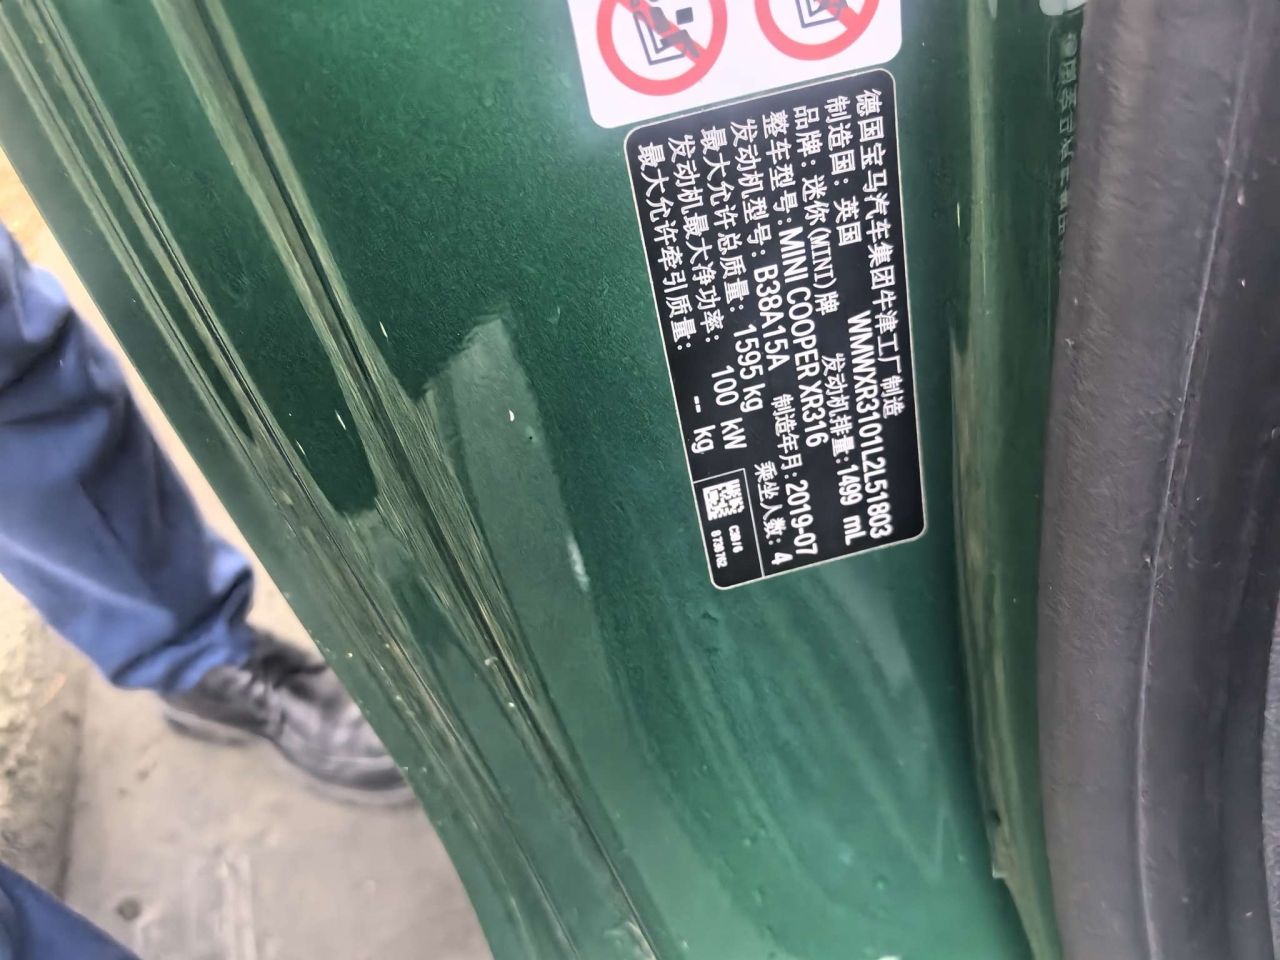 德国宝马汽车集团牛津工厂制造
制造国：英国 WMWXR3101L2L51803
品牌：迷你(MINI)牌 发动机排量：1499 mL
整车型号：MINI COOPER XR316
发动机型号：B38A15A 制造年月：2019-07
最大允许总质量：1595 kg 乘坐人数：4
发动机最大净功率：100 kW
最大允许牵引质量：-- kg